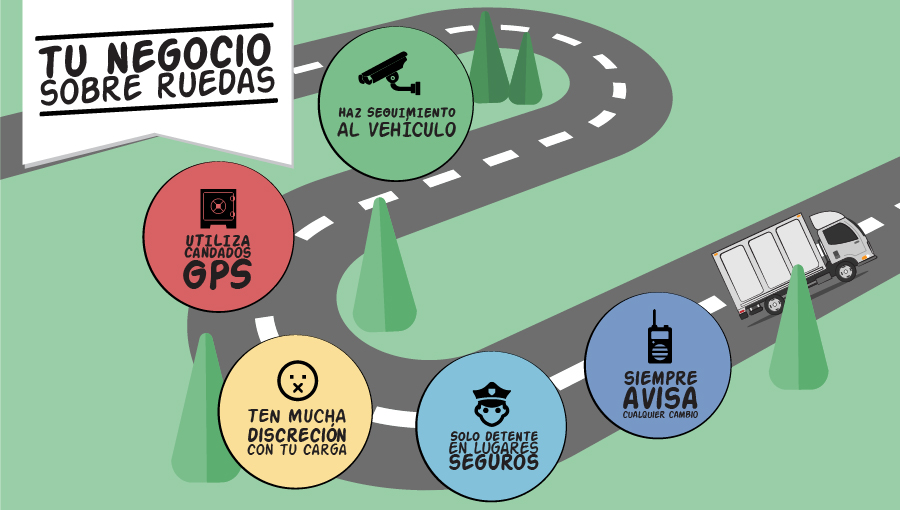 TU NEGOCIO
SOBRE RUEDAS
HAZ SEGUIMIENTO
AL VEHÍCULO
UTILIZA
CANDADOS
GPS
TEN MUCHA
DISCRECIÓN
CON TU CARGA
SOLO DETENTE
EN LUGARES
SEGUROS
SIEMPRE
AVISA
CUALQUIER CAMBIO